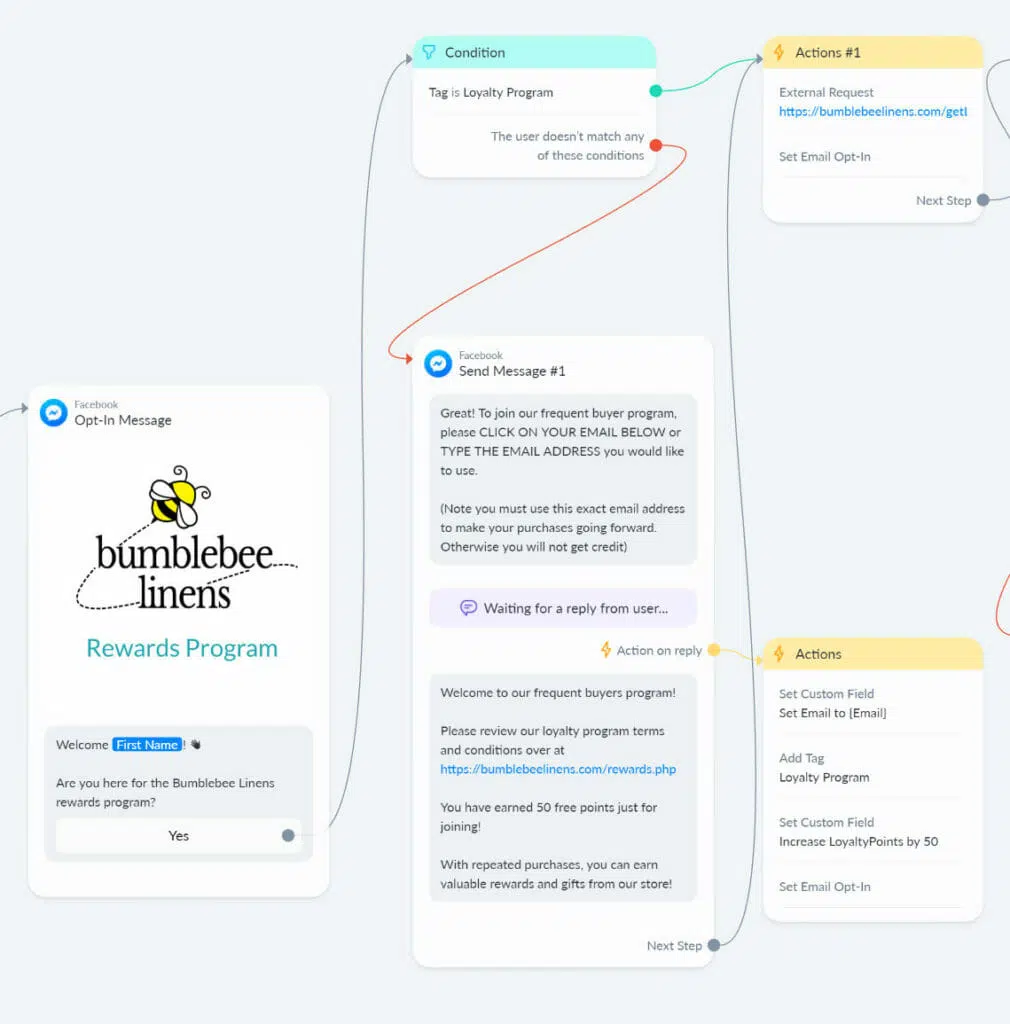 Condition
Tag is Loyalty Program
The user doesn't match any
of these conditions
Actions #1
External Request
https://bumblebeelinens.com/getl
Set Email Opt-In
Next Step
Facebook
Opt-In Message
bumblebee
linens
Rewards Program
Welcome First Name!
Are you here for the Bumblebee Linens
rewards program?
Yes
Facebook
Send Message #1
Great! To join our frequent buyer program,
please CLICK ON YOUR EMAIL BELOW or
TYPE THE EMAIL ADDRESS you would like
to use.
(Note you must use this exact email address
to make your purchases going forward.
Otherwise you will not get credit)
Waiting for a reply from user...
Action on reply
Welcome to our frequent buyers program!
Please review our loyalty program terms
and conditions over at
https://bumblebeelinens.com/rewards.php
You have earned 50 free points just for
joining!
With repeated purchases, you can earn
valuable rewards and gifts from our store!
Next Step
Actions
Set Custom Field
Set Email to [Email]
Add Tag
Loyalty Program
Set Custom Field
Increase LoyaltyPoints by 50
Set Email Opt-In